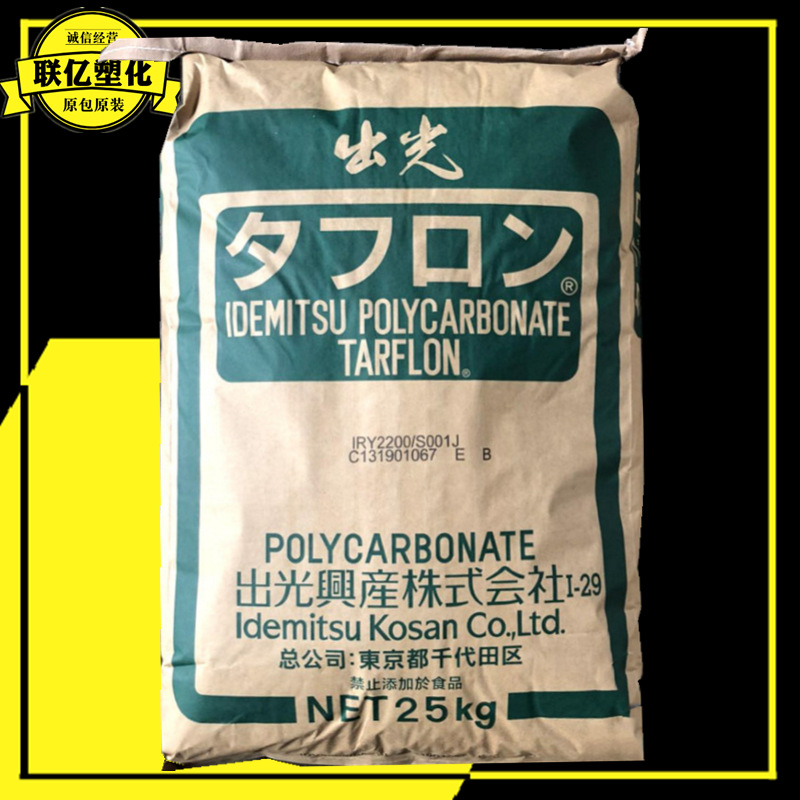 诚信经营
联亿塑化
原包原装
出光
タフロン®
IDEMITSU POLYCARBONATE
TARFLON®
IRY2200/S001J
C131901067 E B
POLYCARBONATE
出光興産株式会社I-29
Idemitsu Kosan Co.,Ltd.
总公司:東京都千代田区
禁止添加於食品
NET 25kg